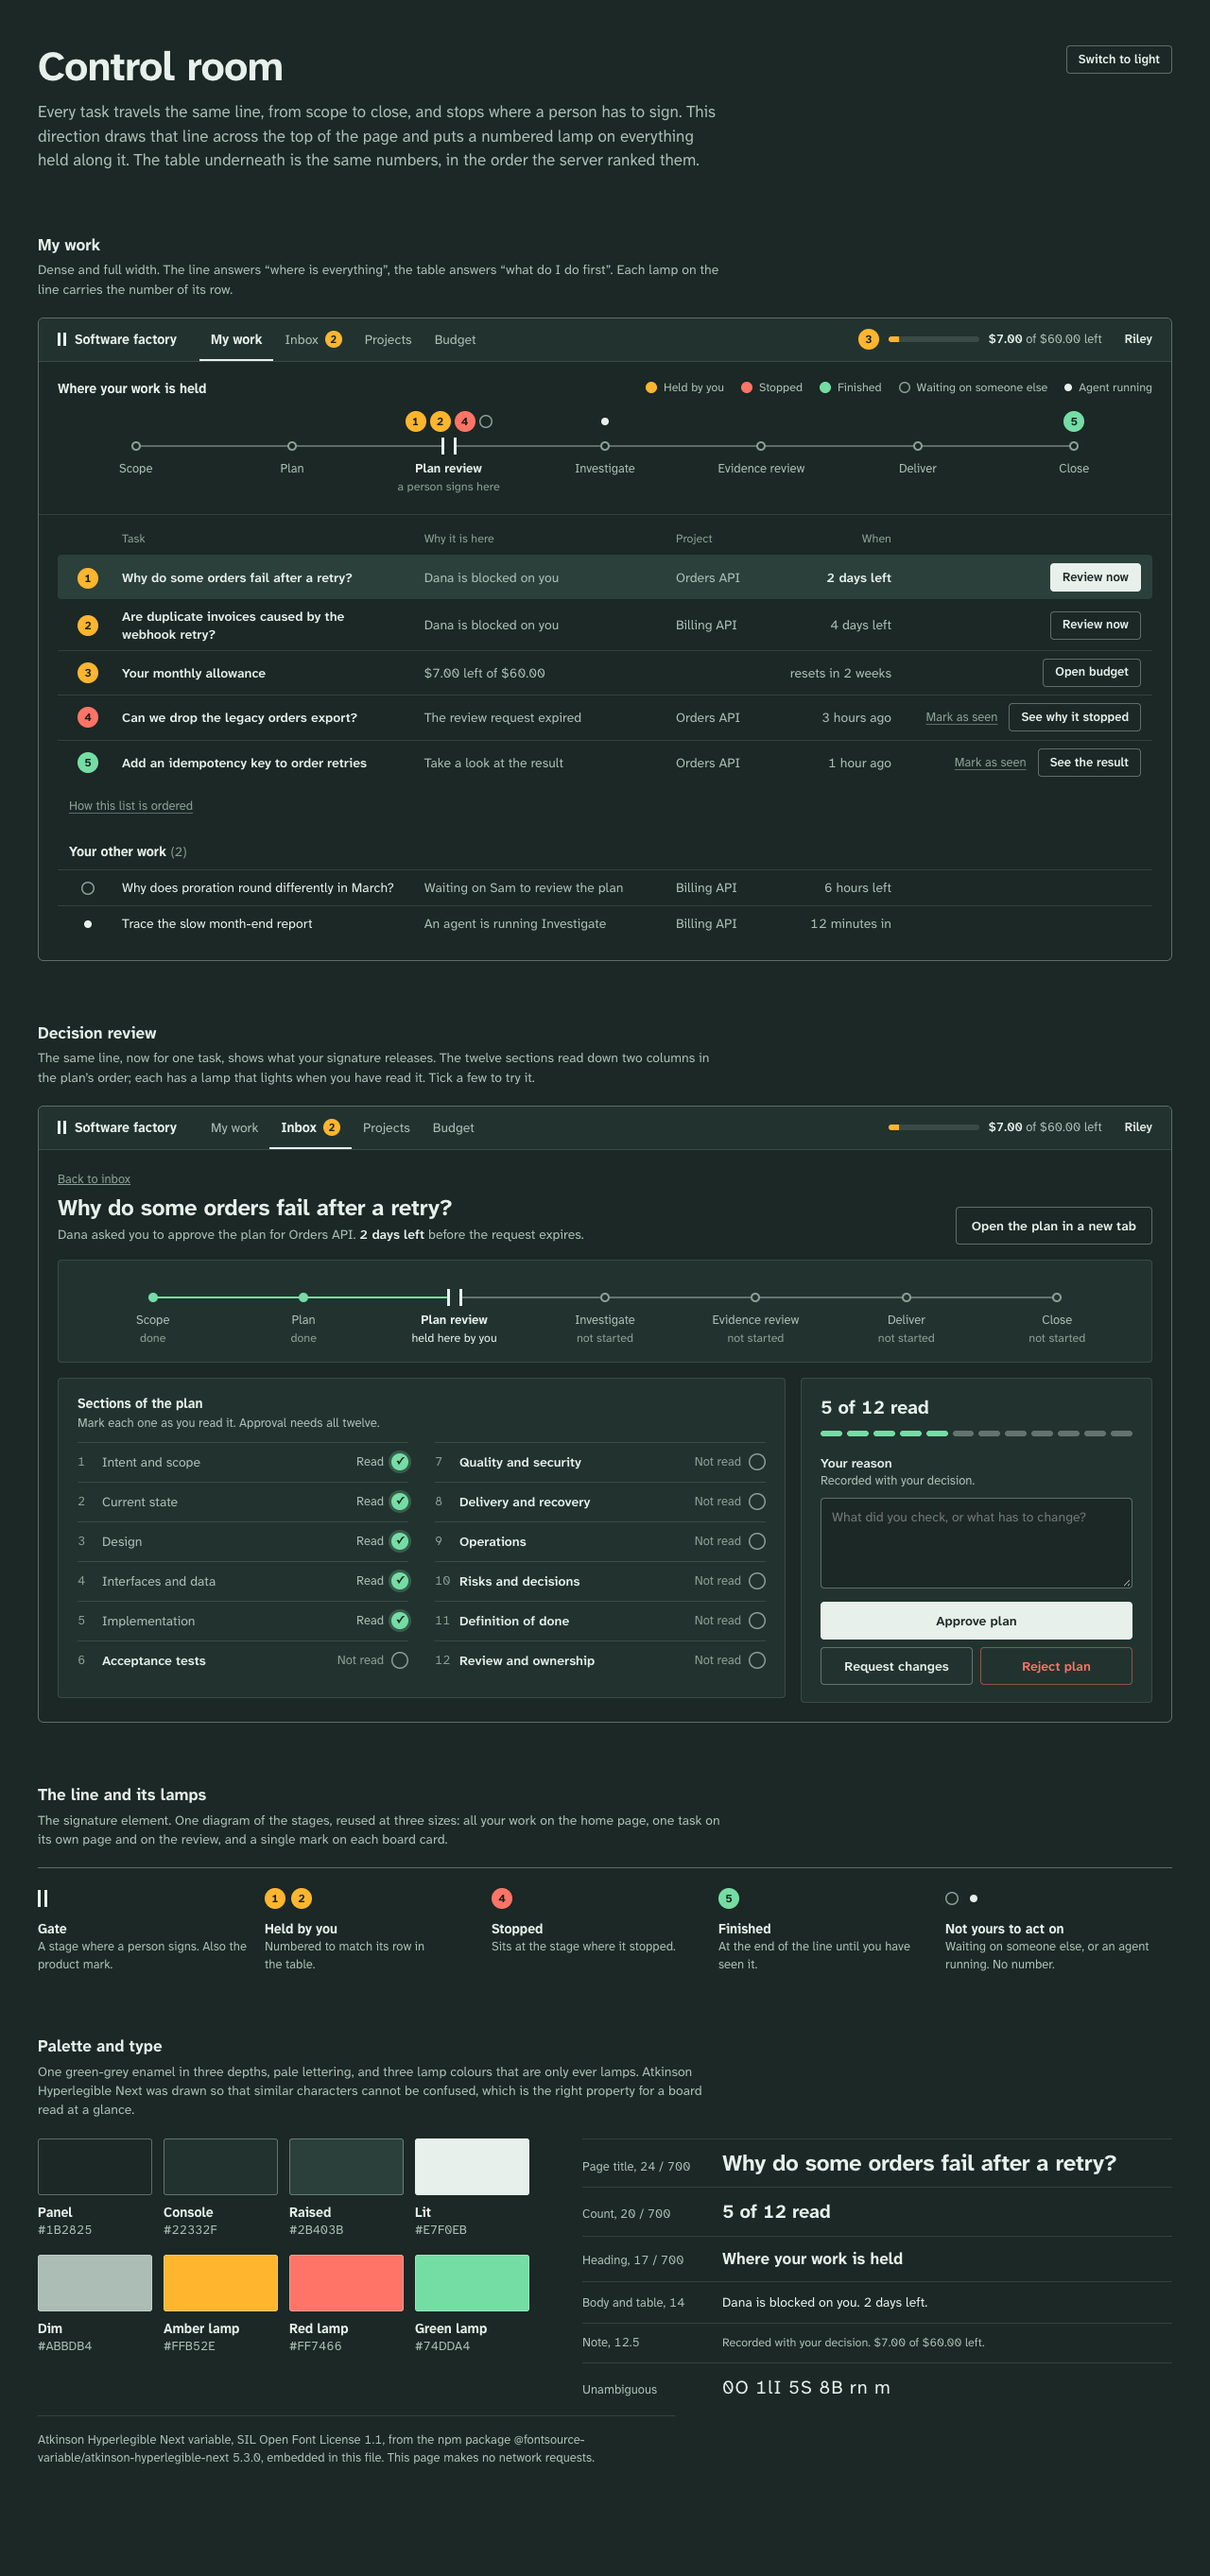 Control room
Switch to light
Every task travels the same line, from scope to close, and stops where a person has to sign. This
direction draws that line across the top of the page and puts a numbered lamp on everything
held along it. The table underneath is the same numbers, in the order the server ranked them.
My work
Dense and full width. The line answers “where is everything”, the table answers “what do I do first”. Each lamp on the
line carries the number of its row.
Software factory My work Inbox 2 Projects Budget 3 $7.00 of $60.00 left Riley
Where your work is held
Held by you Stopped Finished Waiting on someone else Agent running
1 2 4 5
Scope Plan Plan review Investigate Evidence review Deliver Close
a person signs here
Task Why it is here Project When
1 Why do some orders fail after a retry? Dana is blocked on you Orders API 2 days left Review now
2 Are duplicate invoices caused by the
webhook retry? Dana is blocked on you Billing API 4 days left Review now
3 Your monthly allowance $7.00 left of $60.00 resets in 2 weeks Open budget
4 Can we drop the legacy orders export? The review request expired Orders API 3 hours ago Mark as seen See why it stopped
5 Add an idempotency key to order retries Take a look at the result Orders API 1 hour ago Mark as seen See the result
How this list is ordered
Your other work (2)
Why does proration round differently in March? Waiting on Sam to review the plan Billing API 6 hours left
Trace the slow month-end report An agent is running Investigate Billing API 12 minutes in
Decision review
The same line, now for one task, shows what your signature releases. The twelve sections read down two columns in
the plan's order; each has a lamp that lights when you have read it. Tick a few to try it.
Software factory My work Inbox 2 Projects Budget $7.00 of $60.00 left Riley
Back to inbox
Why do some orders fail after a retry?
Dana asked you to approve the plan for Orders API. 2 days left before the request expires.
Open the plan in a new tab
Scope Plan Plan review Investigate Evidence review Deliver Close
done done held here by you not started not started not started not started
Sections of the plan
Mark each one as you read it. Approval needs all twelve.
1 Intent and scope Read
2 Current state Read
3 Design Read
4 Interfaces and data Read
5 Implementation Read
6 Acceptance tests Not read
7 Quality and security Not read
8 Delivery and recovery Not read
9 Operations Not read
10 Risks and decisions Not read
11 Definition of done Not read
12 Review and ownership Not read
5 of 12 read
Your reason
Recorded with your decision.
What did you check, or what has to change?
Approve plan
Request changes Reject plan
The line and its lamps
The signature element. One diagram of the stages, reused at three sizes: all your work on the home page, one task on
its own page and on the review, and a single mark on each board card.
Gate
A stage where a person signs. Also the
product mark.
1 2
Held by you
Numbered to match its row in
the table.
4
Stopped
Sits at the stage where it stopped.
5
Finished
At the end of the line until you have
seen it.
Not yours to act on
Waiting on someone else, or an agent
running. No number.
Palette and type
One green-grey enamel in three depths, pale lettering, and three lamp colours that are only ever lamps. Atkinson
Hyperlegible Next was drawn so that similar characters cannot be confused, which is the right property for a board
read at a glance.
Panel Console Raised Lit
#1B2825 #22332F #2B403B #E7F0EB
Dim Amber lamp Red lamp Green lamp
#ABBDB4 #FFB52E #FF7466 #74DDA4
Page title, 24 / 700 Why do some orders fail after a retry?
Count, 20 / 700 5 of 12 read
Heading, 17 / 700 Where your work is held
Body and table, 14 Dana is blocked on you. 2 days left.
Note, 12.5 Recorded with your decision. $7.00 of $60.00 left.
Unambiguous 0O 1lI 5S 8B rn m
Atkinson Hyperlegible Next variable, SIL Open Font License 1.1, from the npm package @fontsource-
variable/atkinson-hyperlegible-next 5.3.0, embedded in this file. This page makes no network requests.